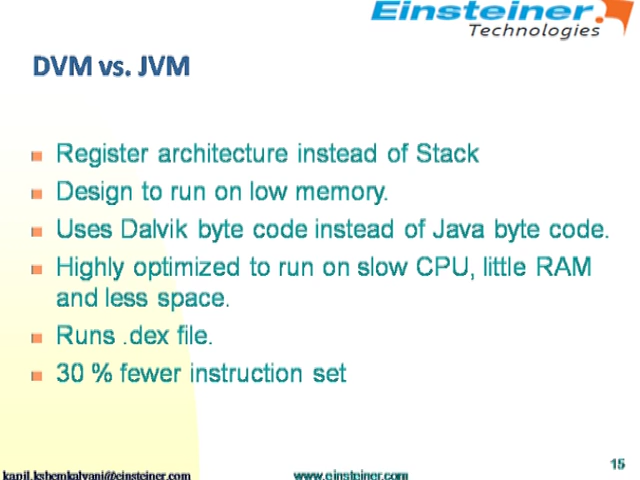 Einsteiner
Technologies
DVM vs. JVM
Register architecture instead of Stack
Design to run on low memory.
Uses Dalvik byte code instead of Java byte code.
Highly optimized to run on slow CPU, little RAM
and less space.
Runs .dex file.
30 % fewer instruction set
kapil.kshemkalyani@einsteiner.com
www.einsteiner.com
15